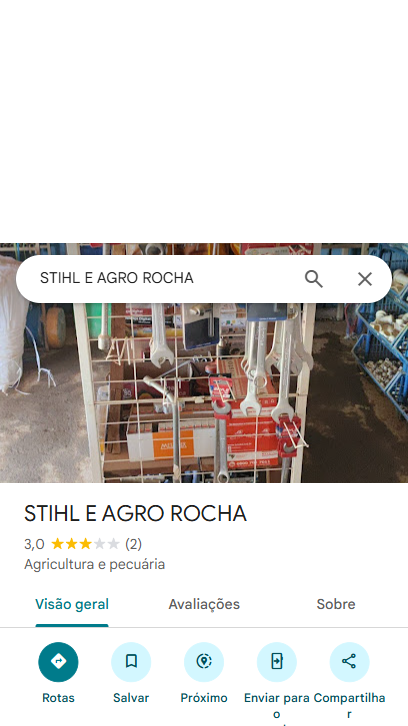 STIHL E AGRO ROCHA
STIHL E AGRO ROCHA
3,0 (2)
Agricultura e pecuária
Visão geral
Avaliações
Sobre
Rotas
Salvar
Próximo
Enviar para
o
Compartilha
r